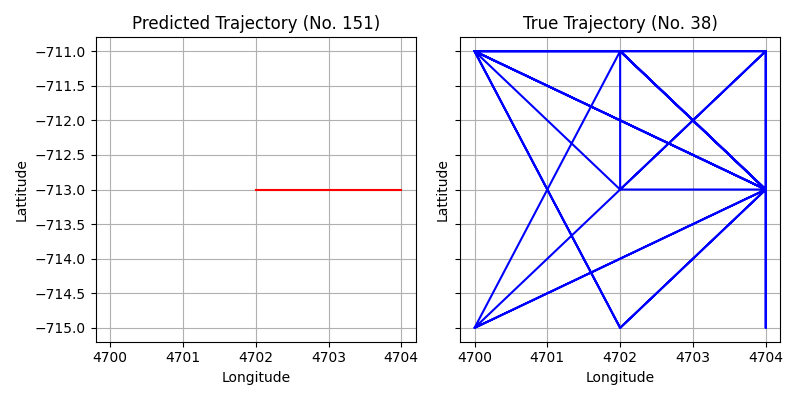 Predicted Trajectory (No. 151)
True Trajectory (No. 38)
−711.0
−711.5
−712.0
−712.5
−713.0
−713.5
−714.0
−714.5
−715.0
Lattitude
Lattitude
4700 4701 4702 4703 4704
4700 4701 4702 4703 4704
Longitude
Longitude